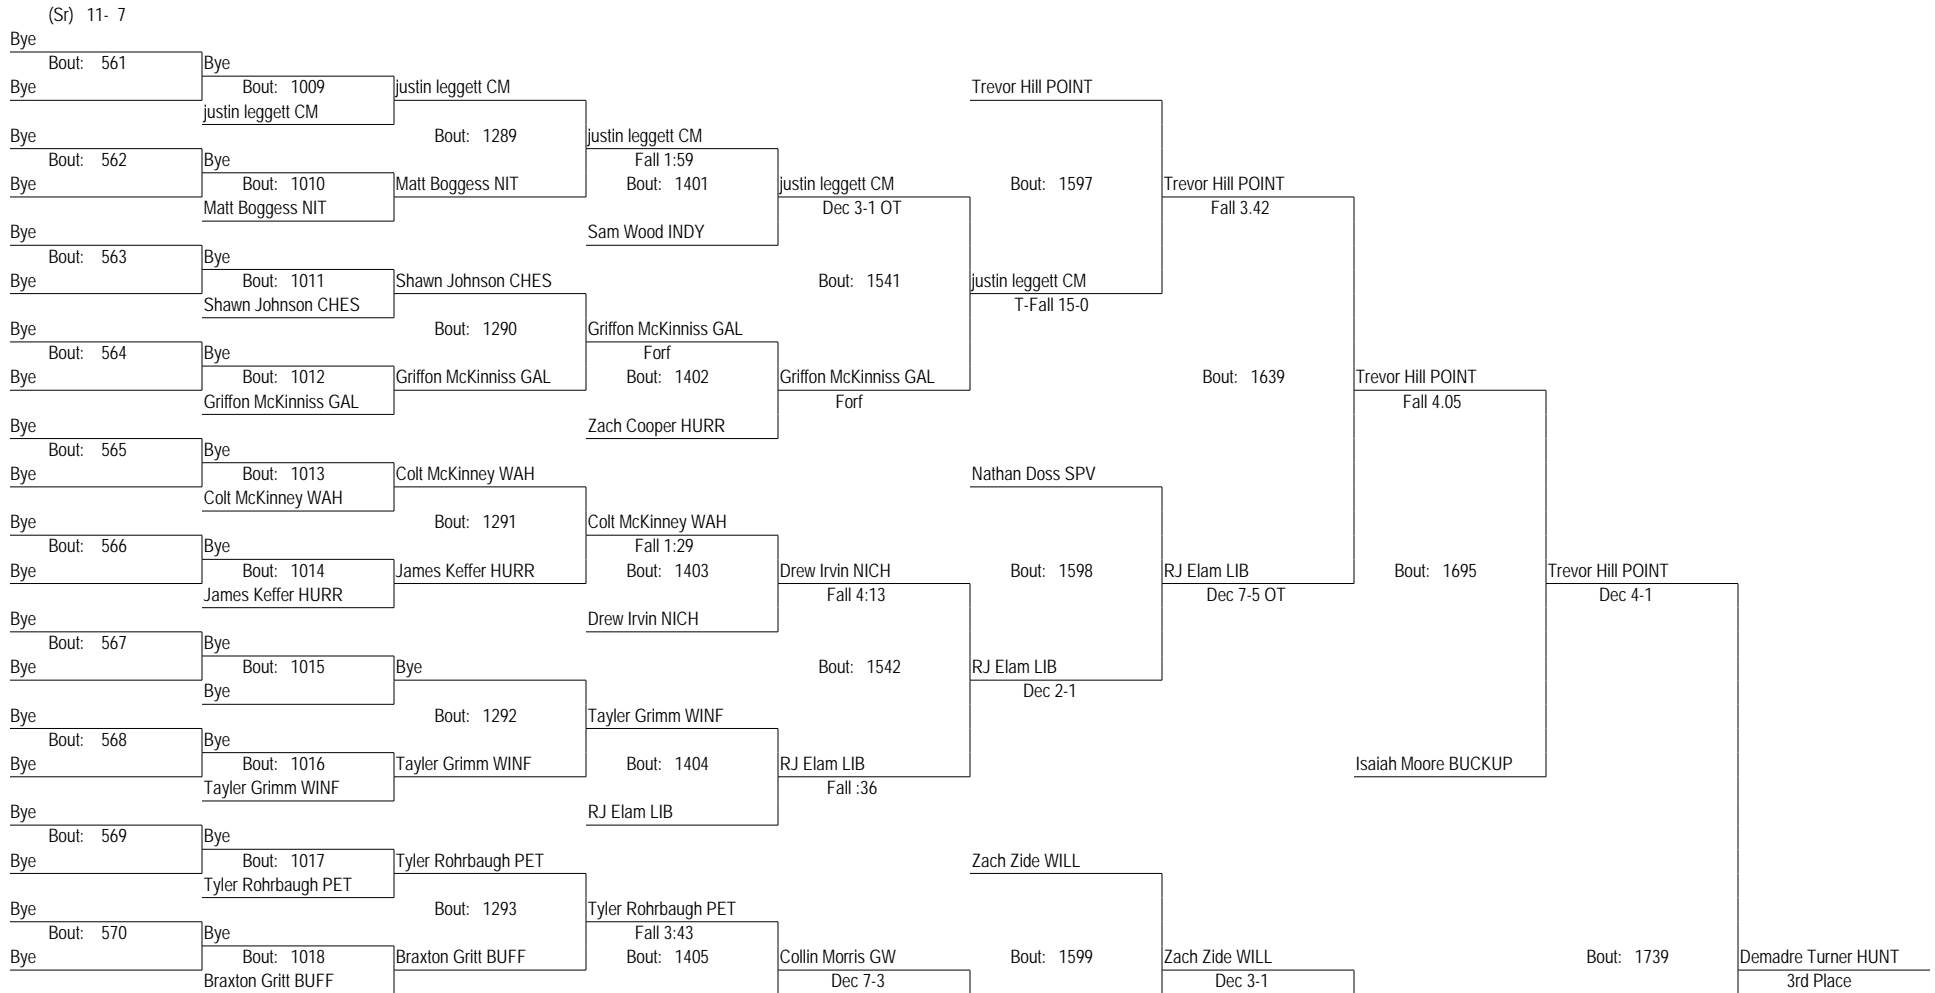 (Sr) 11- 7
Bye
Bout: 561 Bye
Bye Bout: 1009 justin leggett CM Trevor Hill POINT
justin leggett CM
Bye Bout: 1289 justin leggett CM
Bout: 562 Bye Fall 1:59
Bye Bout: 1010 Matt Boggess NIT Bout: 1401 justin leggett CM Bout: 1597 Trevor Hill POINT
Matt Boggess NIT Dec 3-1 OT Fall 3.42
Bye Sam Wood INDY
Bout: 563 Bye
Bye Bout: 1011 Shawn Johnson CHES Bout: 1541 justin leggett CM
Shawn Johnson CHES T-Fall 15-0
Bye Bout: 1290 Griffon McKinniss GAL
Bout: 564 Bye Forf
Bye Bout: 1012 Griffon McKinniss GAL Bout: 1402 Griffon McKinniss GAL Bout: 1639 Trevor Hill POINT
Griffon McKinniss GAL Forf Fall 4.05
Bye Zach Cooper HURR
Bout: 565 Bye
Bye Bout: 1013 Colt McKinney WAH Nathan Doss SPV
Colt McKinney WAH
Bye Bout: 1291 Colt McKinney WAH
Bout: 566 Bye Fall 1:29
Bye Bout: 1014 James Keffer HURR Bout: 1403 Drew Irvin NICH Bout: 1598 RJ Elam LIB Bout: 1695 Trevor Hill POINT
James Keffer HURR Fall 4:13 Dec 7-5 OT Dec 4-1
Bye Drew Irvin NICH
Bout: 567 Bye
Bye Bout: 1015 Bye Bout: 1542 RJ Elam LIB
Bye Dec 2-1
Bye Bout: 1292 Tayler Grimm WINF
Bout: 568 Bye
Bye Bout: 1016 Tayler Grimm WINF Bout: 1404 RJ Elam LIB Isaiah Moore BUCKUP
Tayler Grimm WINF Fall :36
Bye RJ Elam LIB
Bout: 569 Bye
Bye Bout: 1017 Tyler Rohrbaugh PET Zach Zide WILL
Tyler Rohrbaugh PET
Bye Bout: 1293 Tyler Rohrbaugh PET
Bout: 570 Bye Fall 3:43
Bye Bout: 1018 Braxton Gritt BUFF Bout: 1405 Collin Morris GW Bout: 1599 Zach Zide WILL Bout: 1739 Demadre Turner HUNT
Braxton Gritt BUFF Dec 7-3 Dec 3-1 3rd Place